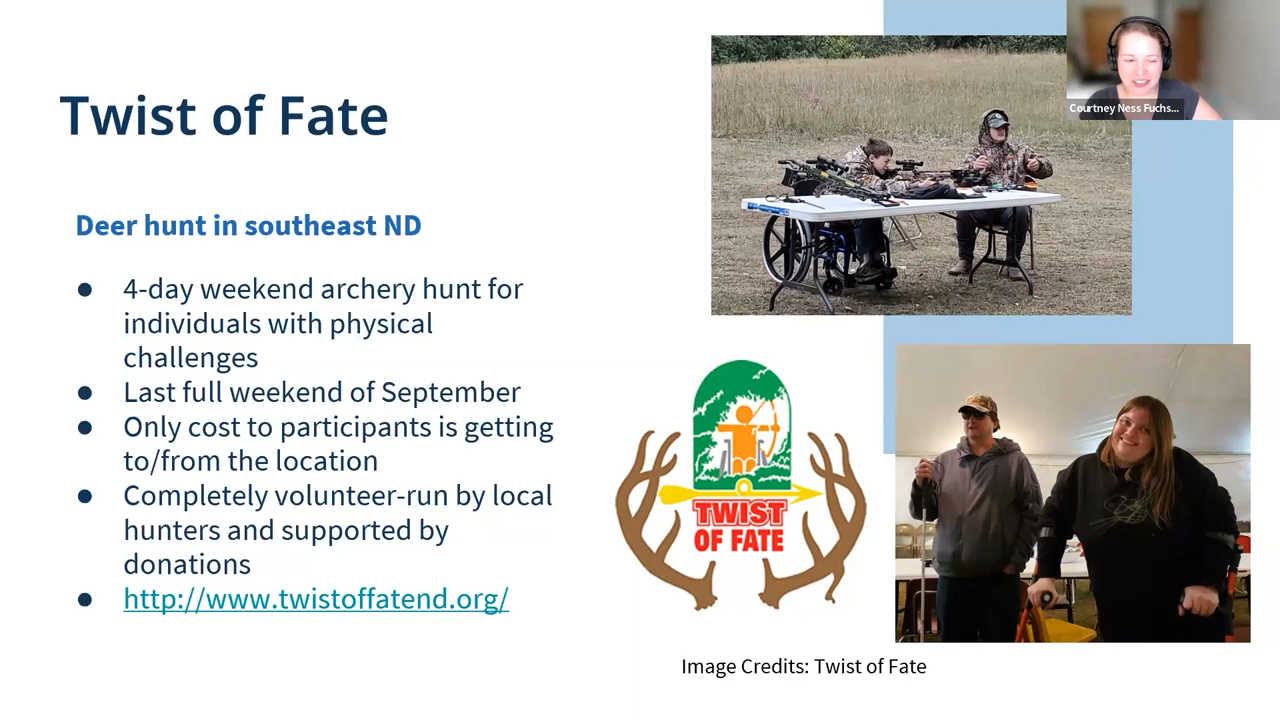 Twist of Fate
Deer hunt in southeast ND
● 4-day weekend archery hunt for
individuals with physical
challenges
● Last full weekend of September
● Only cost to participants is getting
to/from the location
● Completely volunteer-run by local
hunters and supported by
donations
● http://www.twistoffatend.org/
Courtney Ness Fuchs...
TWIST
OF FATE
Image Credits: Twist of Fate